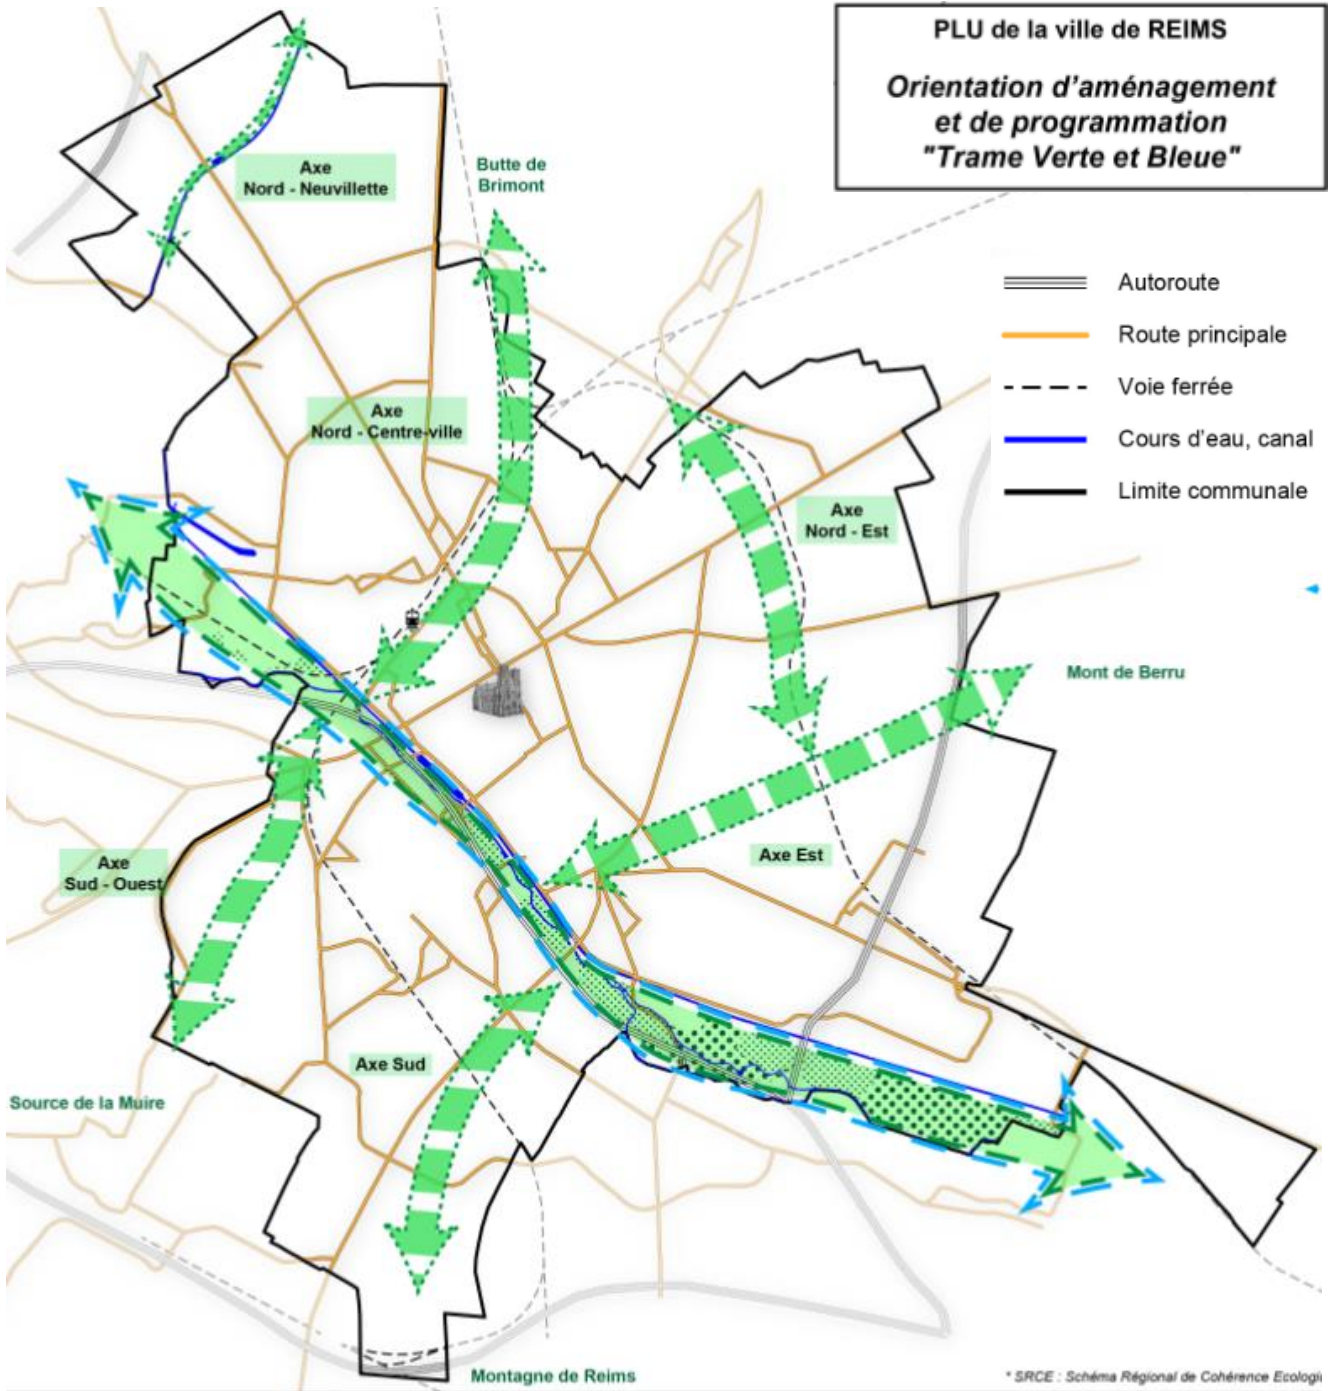 PLU de la ville de REIMS
Orientation d'aménagement
et de programmation
"Trame Verte et Bleue"
Axe
Nord - Neuvillette
Butte de
Brimont
Autoroute
Route principale
Voie ferrée
Cours d'eau, canal
Limite communale
Axe
Nord - Centre-ville
Axe
Nord - Est
Mont de Berru
Axe
Sud - Ouest
Axe Est
Axe Sud
Source de la Muire
Montagne de Reims
* SRCE : Schéma Régional de Cohérence Ecologi